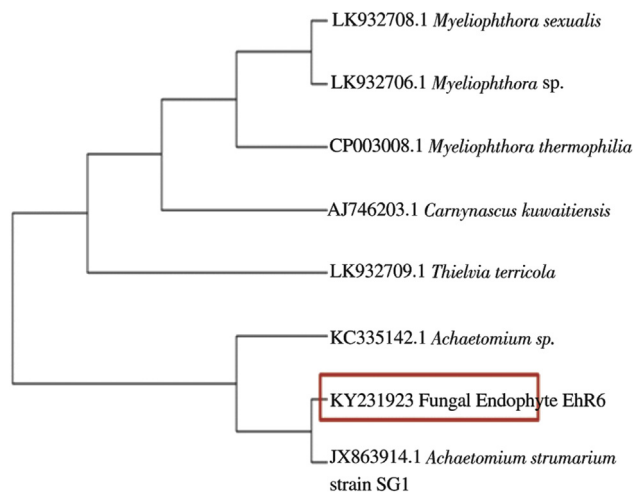 LK932708.1 Myeliophthora sexualis
LK932706.1 Myeliophthora sp.
CP003008.1 Myeliophthora thermophilia
AJ746203.1 Carnynascus kuwaitiensis
LK932709.1 Thielvia terricola
KC335142.1 Achaetomium sp.
KY231923 Fungal Endophyte EhR6
JX863914.1 Achaetomium strumarium
strain SG1